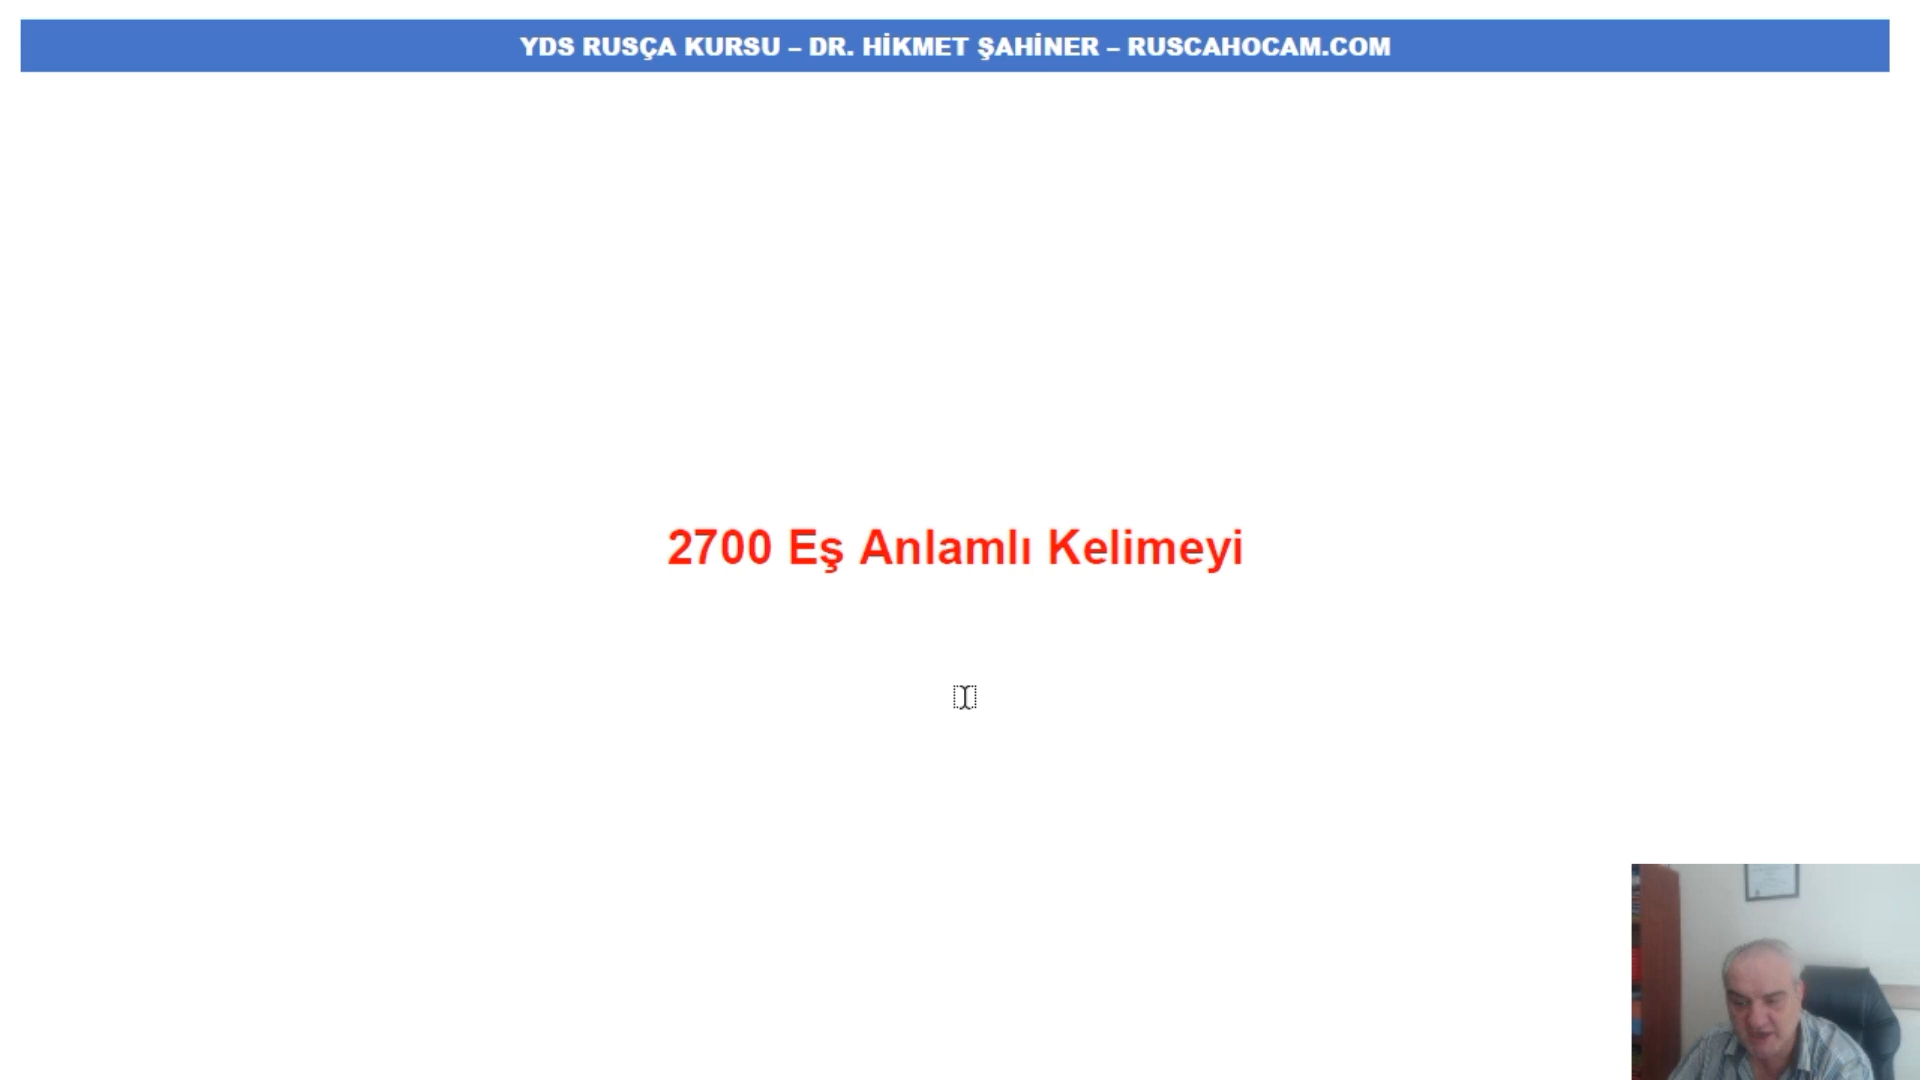 YDS RUSÇA KURSU – DR. HİKMET ŞAHİNER – RUSCAHOCAM.COM
2700 Eş Anlamlı Kelimeyi